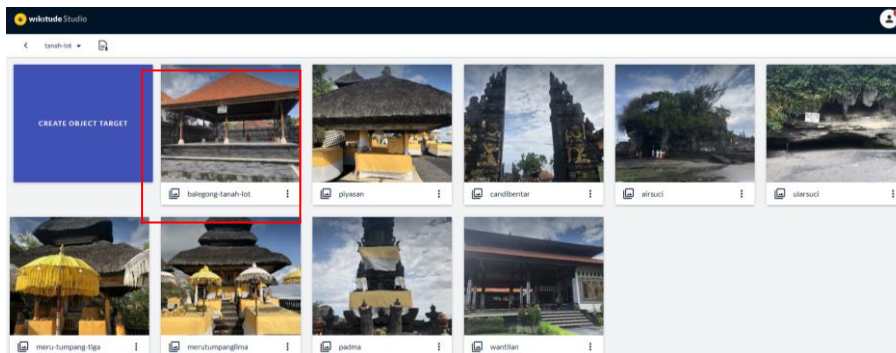 wikitude Studio
tanah-lot
CREATE OBJECT TARGET
balegong-tanah-lot
piyasan
candibentar
airsuci
ularsuci
meru-tumpang-tiga
merutumpanglima
padma
wantilan